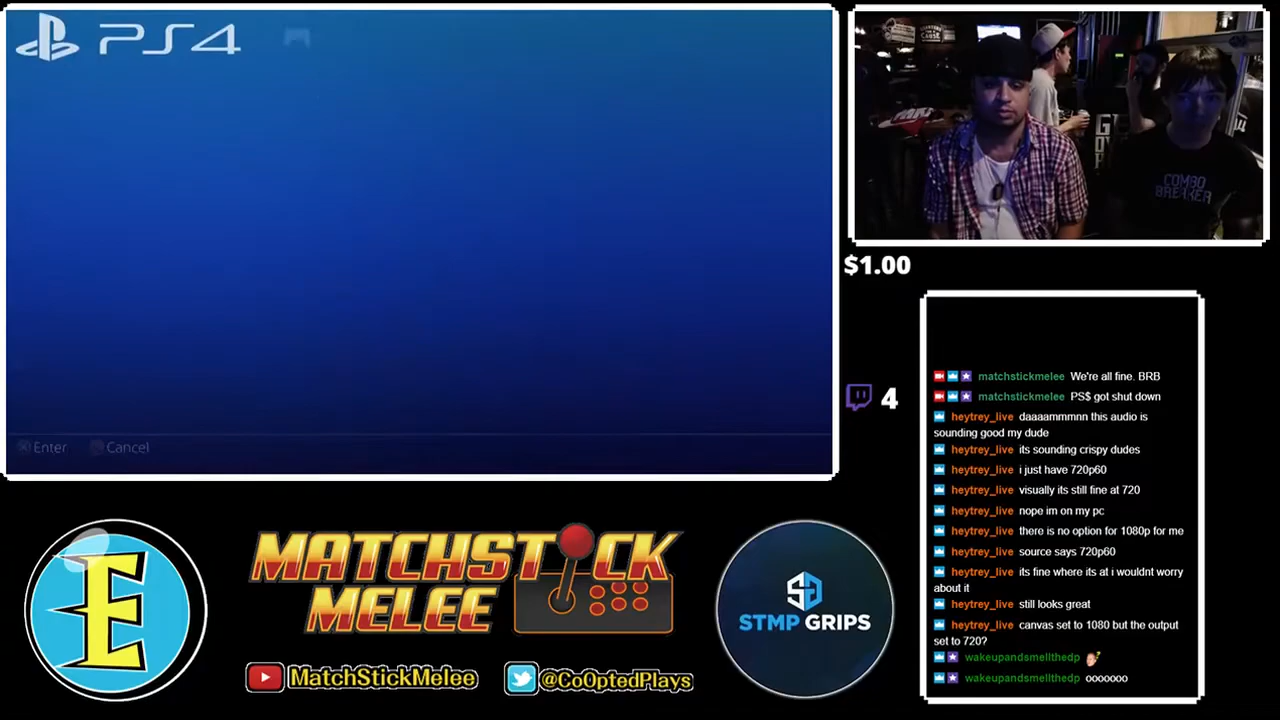 PS4
Enter
Cancel
COMBO
BREAKER
$1.00
4
matchstickmelee We're all fine. BRB
matchstickmelee PS$ got shut down
heytrey_live daaaammmnn this audio is
sounding good my dude
heytrey_live its sounding crispy dudes
heytrey_live i just have 720p60
heytrey_live visually its still fine at 720
heytrey_live nope im on my pc
heytrey_live there is no option for 1080p for me
heytrey_live source says 720p60
heytrey_live its fine where its at i wouldnt worry
about it
heytrey_live still looks great
heytrey_live canvas set to 1080 but the output
set to 720?
wakeupandsmellthedp
wakeupandsmellthedp ooooooo
E
MATCHSTICK
MELEE
STMP GRIPS
MatchStickMelee
@CoOptedPlays